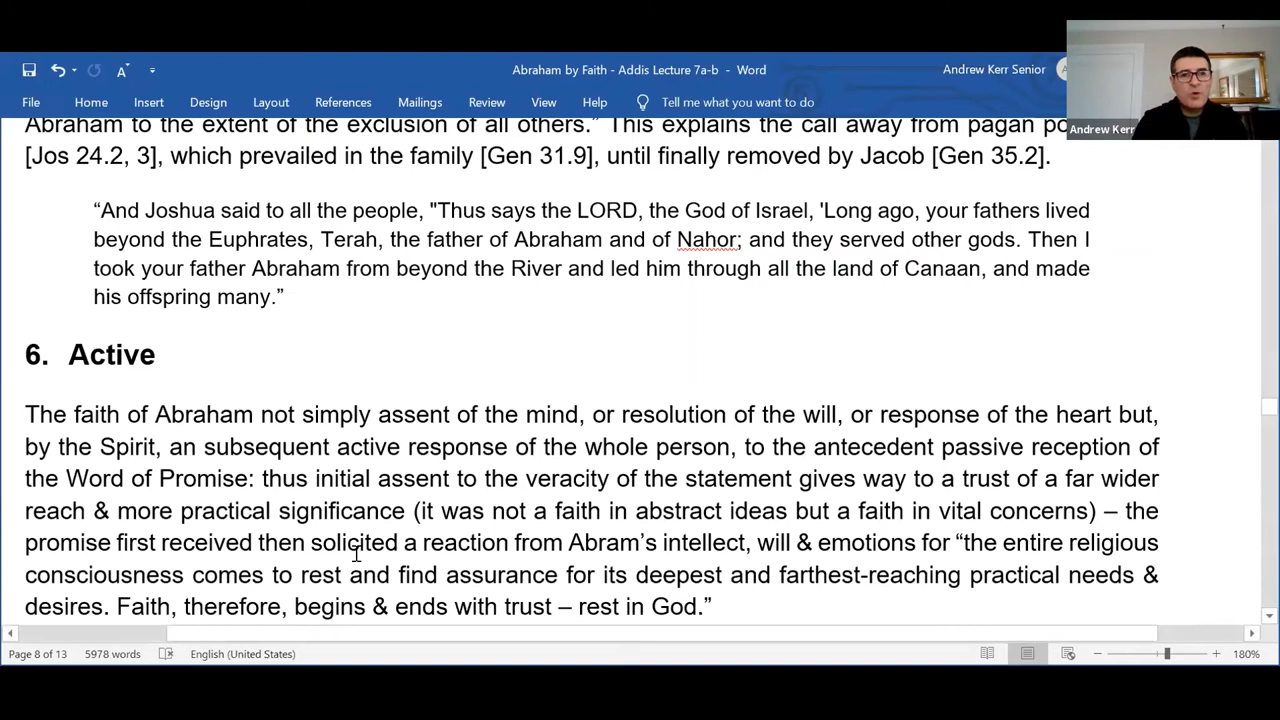 Abraham by Faith - Addis Lecture 7a-b - Word
Andrew Kerr Senior
File Home Insert Design Layout References Mailings Review View Help Tell me what you want to do
Andrew Kerr
Abraham to the extent of the exclusion of all others.” This explains the call away from pagan
[Jos 24.2, 3], which prevailed in the family [Gen 31.9], until finally removed by Jacob [Gen 35.2].
“And Joshua said to all the people, "Thus says the LORD, the God of Israel, 'Long ago, your fathers lived
beyond the Euphrates, Terah, the father of Abraham and of Nahor; and they served other gods. Then I
took your father Abraham from beyond the River and led him through all the land of Canaan, and made
his offspring many.”
6. Active
The faith of Abraham not simply assent of the mind, or resolution of the will, or response of the heart but,
by the Spirit, an subsequent active response of the whole person, to the antecedent passive reception of
the Word of Promise: thus initial assent to the veracity of the statement gives way to a trust of a far wider
reach & more practical significance (it was not a faith in abstract ideas but a faith in vital concerns) – the
promise first received then solicited a reaction from Abram’s intellect, will & emotions for “the entire religious
consciousness comes to rest and find assurance for its deepest and farthest-reaching practical needs &
desires. Faith, therefore, begins & ends with trust – rest in God.”
Page 8 of 13 5978 words English (United States) 180%